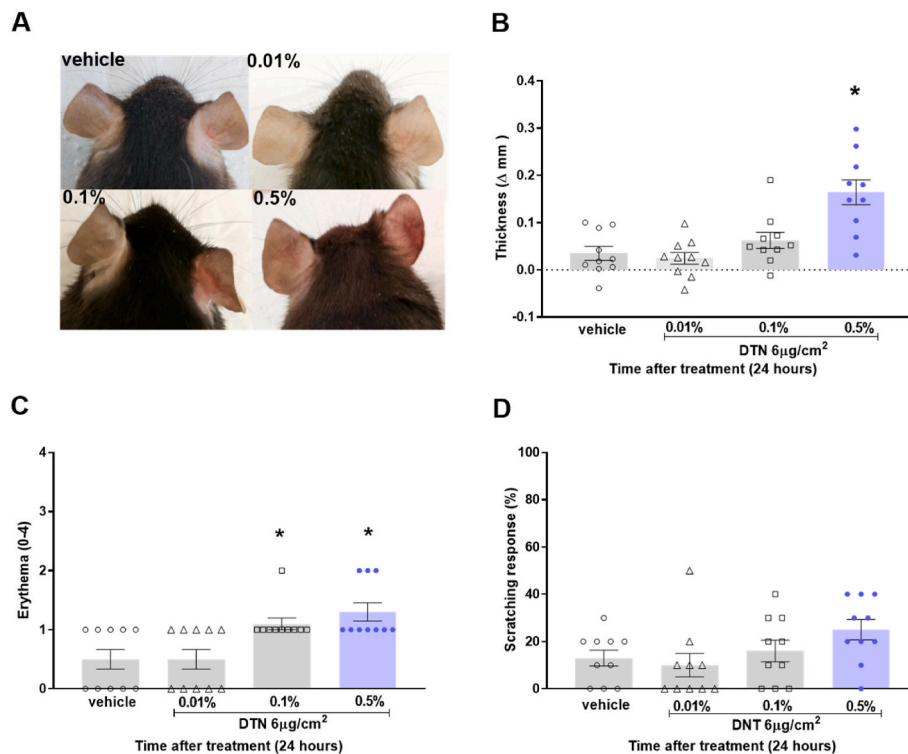 A
vehicle
0.01%
0.1%
0.5%
B
Thickness (Δ mm)
0.4
0.3
0.2
0.1
0.0
-0.1
*
vehicle
0.01%
0.1%
0.5%
DTN 6µg/cm²
Time after treatment (24 hours)
C
Erythema (0-4)
4
3
2
1
0
*
*
vehicle
0.01%
0.1%
0.5%
DTN 6µg/cm²
Time after treatment (24 hours)
D
Scratching response (%)
100
80
60
40
20
0
vehicle
0.01%
0.1%
0.5%
DNT 6µg/cm²
Time after treatment (24 hours)